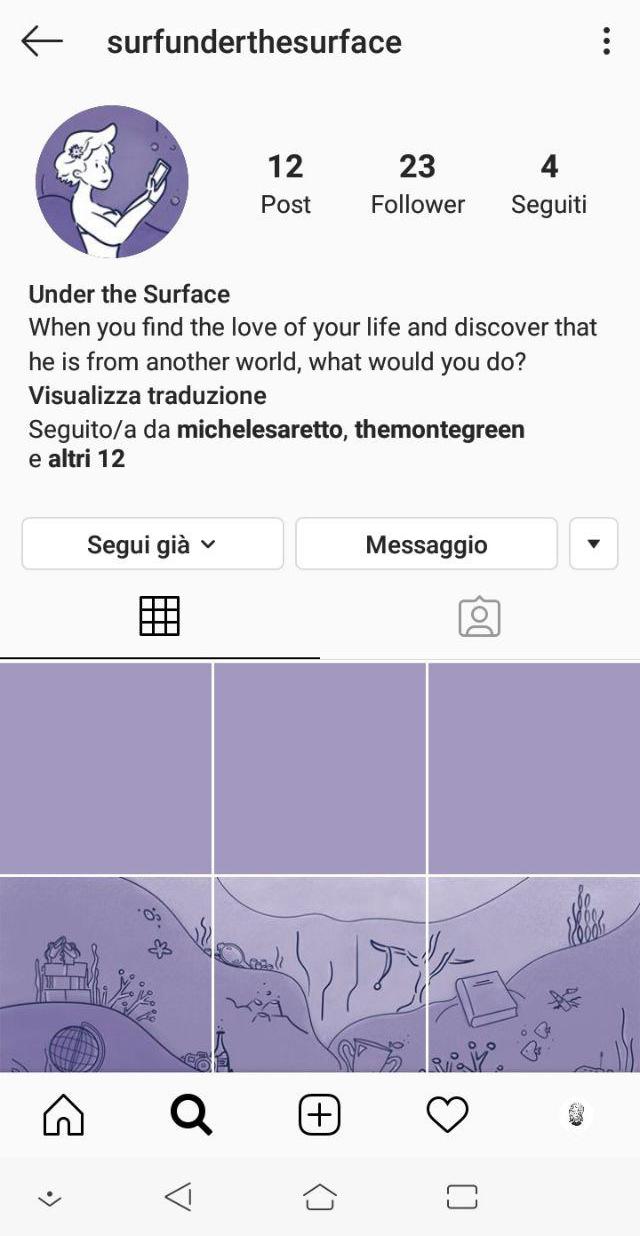 surfunderthesurface
12 23 4
Post Follower Seguiti
Under the Surface
When you find the love of your life and discover that
he is from another world, what would you do?
Visualizza traduzione
Seguito/a da michelesaretto, themontegreen
e altri 12
Segui già Messaggio